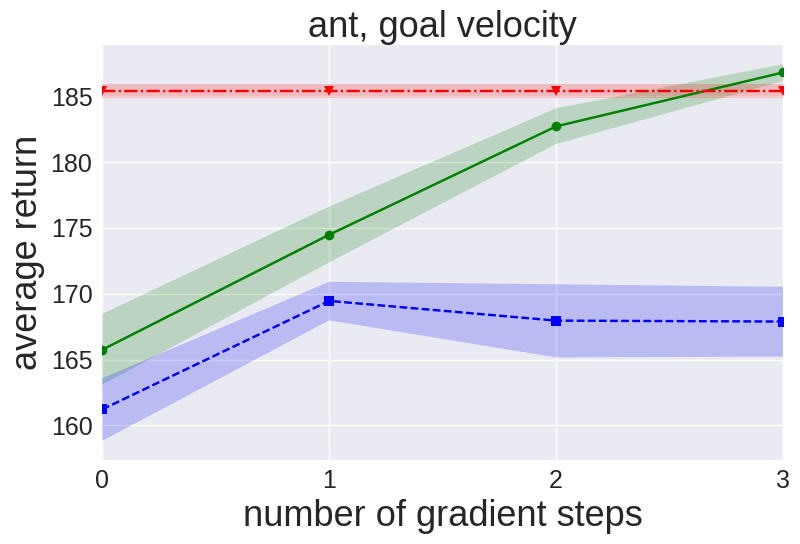 ant, goal velocity
average return
185
180
175
170
165
160
0 1 2 3
number of gradient steps